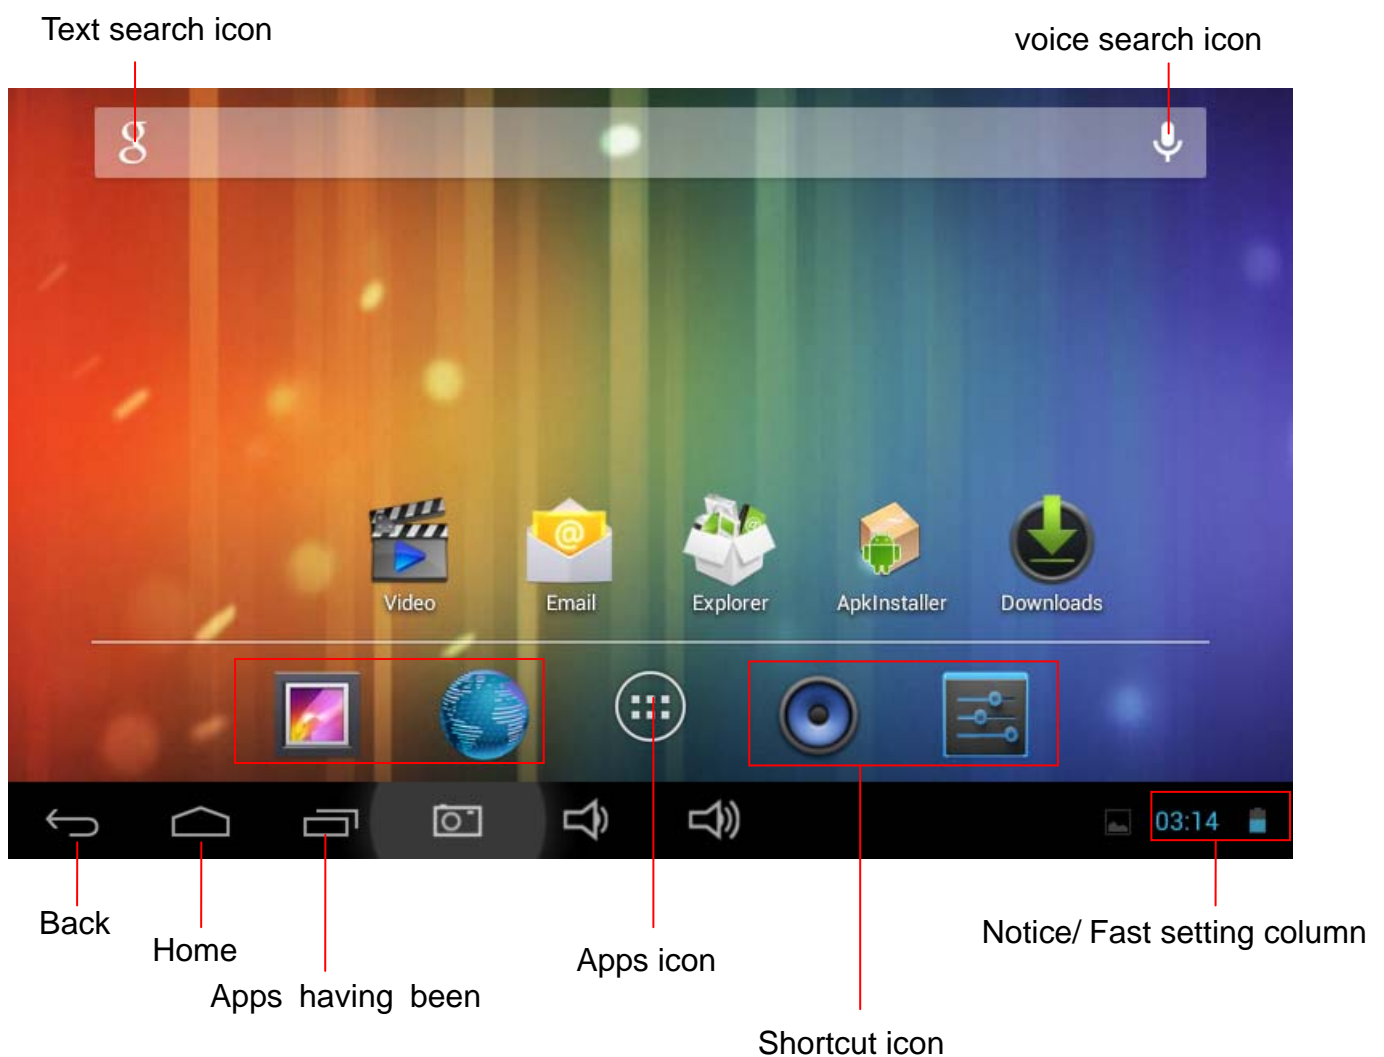 Text search icon
voice search icon
g
Video
Email
Explorer
ApkInstaller
Downloads
03:14
Back
Home
Apps having been
Apps icon
Shortcut icon
Notice/ Fast setting column